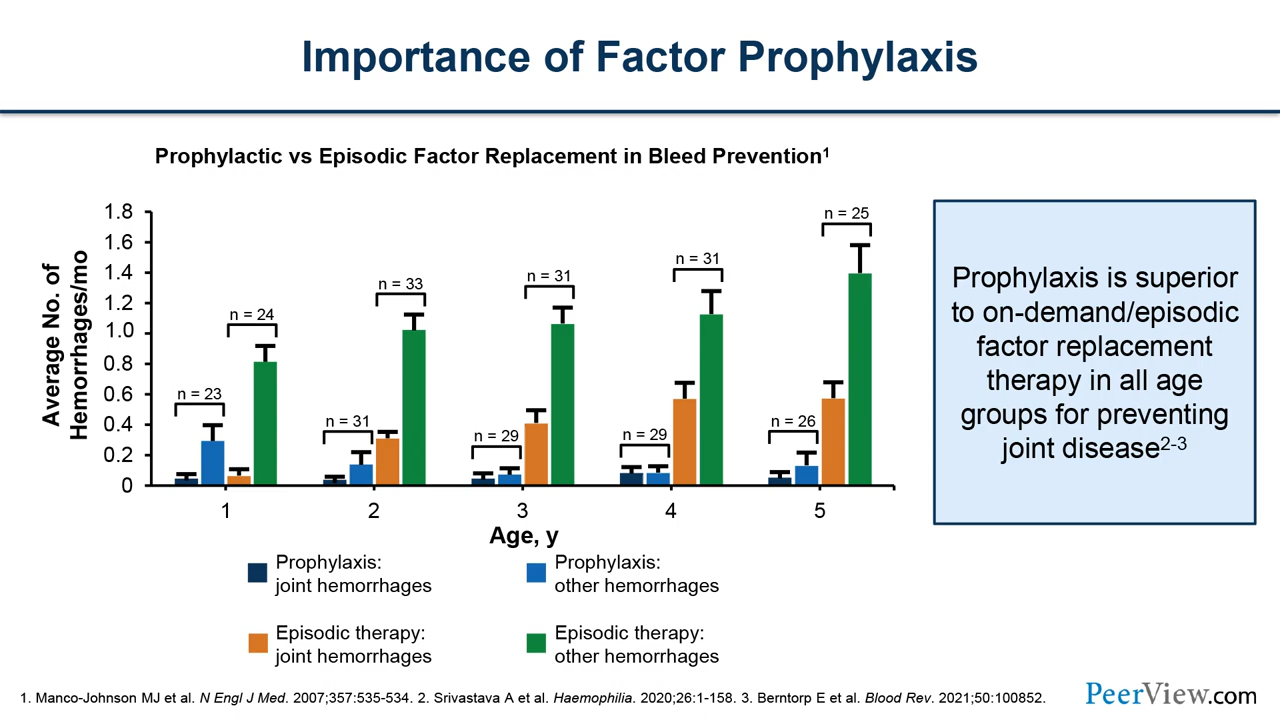 Importance of Factor Prophylaxis
Prophylactic vs Episodic Factor Replacement in Bleed Prevention1
Average No. of
Hemorrhages/mo
1.8
1.6
1.4
1.2
1.0
0.8
0.6
0.4
0.2
0
n = 23
n = 24
n = 31
n = 33
n = 29
n = 31
n = 29
n = 31
n = 26
n = 25
1 2 3 4 5
Age, y
Prophylaxis:
joint hemorrhages
Prophylaxis:
other hemorrhages
Episodic therapy:
joint hemorrhages
Episodic therapy:
other hemorrhages
Prophylaxis is superior
to on-demand/episodic
factor replacement
therapy in all age
groups for preventing
joint disease2-3
1. Manco-Johnson MJ et al. N Engl J Med. 2007;357:535-534. 2. Srivastava A et al. Haemophilia. 2020;26:1-158. 3. Berntorp E et al. Blood Rev. 2021;50:100852.
PeerView.com